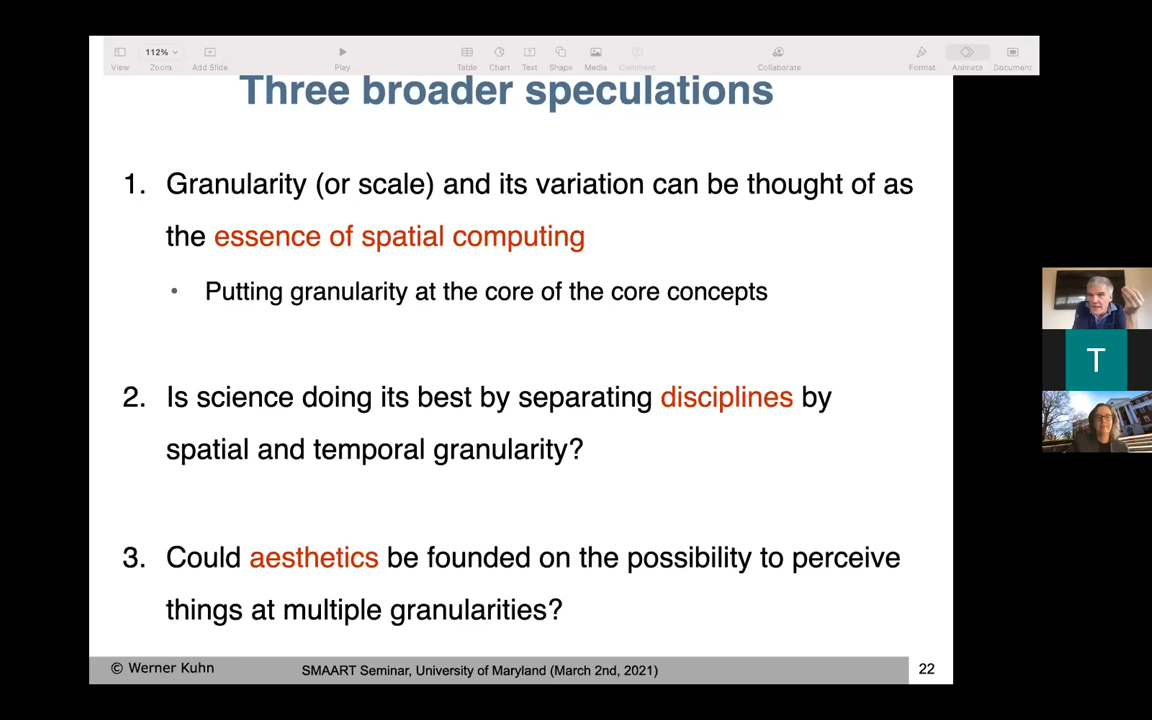 112%
View Zoom Add Slide Play Table Chart Text Shape Media Comment Collaborate Format Animate Document
Three broader speculations
1. Granularity (or scale) and its variation can be thought of as
the essence of spatial computing
• Putting granularity at the core of the core concepts
2. Is science doing its best by separating disciplines by
spatial and temporal granularity?
3. Could aesthetics be founded on the possibility to perceive
things at multiple granularities?
© Werner Kuhn SMAART Seminar, University of Maryland (March 2nd, 2021) 22
T